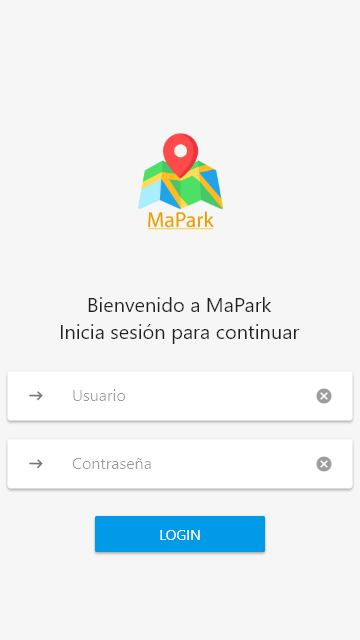 MaPark
Bienvenido a MaPark
Inicia sesión para continuar
Usuario
Contraseña
LOGIN